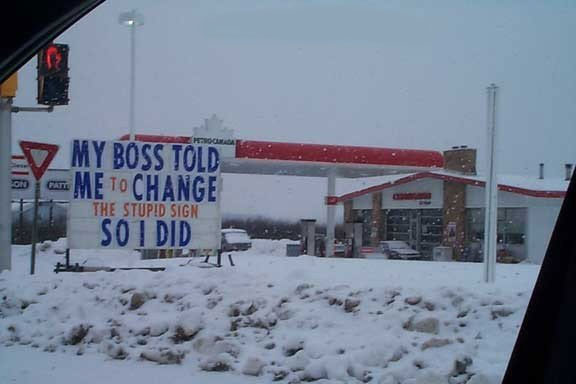 PETRO-CANADA
MY BOSS TOLD
ME TO CHANGE
THE STUPID SIGN
SO I DID